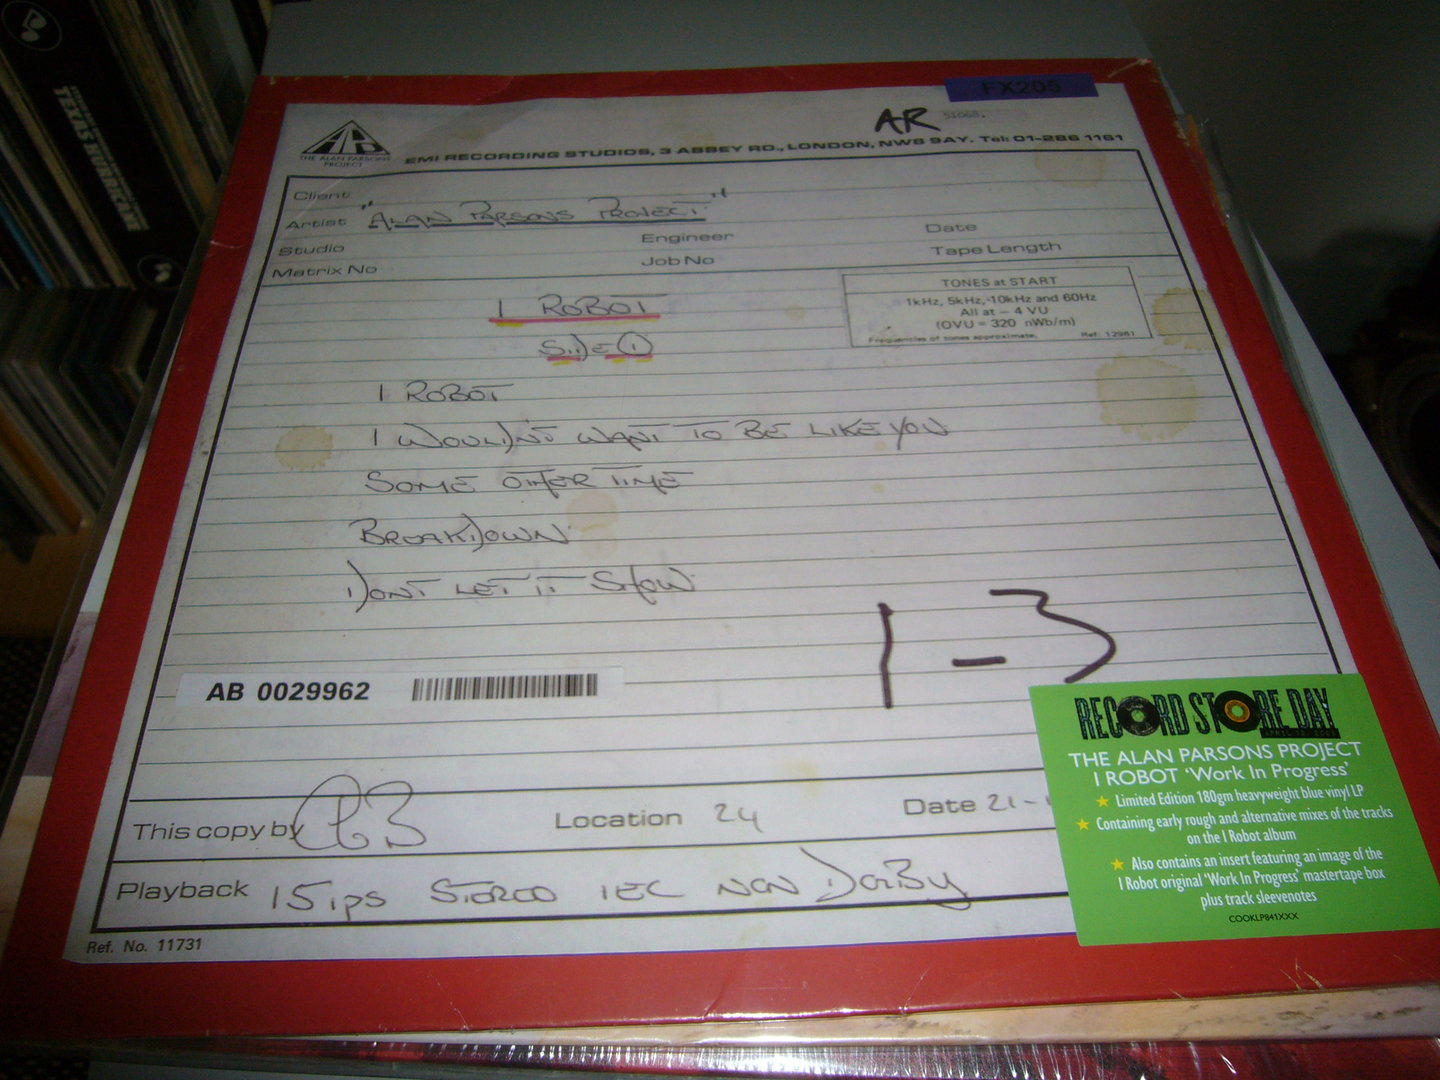 TEXAS HURRICANE
FX205
AR
51068.
THE ALAN PARSONS
PROJECT
EMI RECORDING STUDIOS, 3 ABBEY RD., LONDON, NW8 9AY. Tel: 01-286 1161
Client
Artist "ALAN PARSONS PROJECT"
Studio Engineer Date
Matrix No Job No Tape Length
TONES at START
1kHz, 5kHz, 10kHz and 60Hz
All at – 4 VU
(OVU = 320 nWb/m)
Frequencies of tones approximate. Ref: 12961
I ROBOT
SIDE 1
I ROBOT
I WOULDN'T WANT TO BE LIKE YOU
SOME OTHER TIME
BREAKDOWN
DONT LET IT SHOW
1-3
AB 0029962
This copy by Location 24 Date 21-
Playback 15 ips STEREO IEC NON DOLBY
Ref. No. 11731
RECORD STORE DAY
THE ALAN PARSONS PROJECT
I ROBOT 'Work In Progress'
★ Limited Edition 180gm heavyweight blue vinyl LP
★ Containing early rough and alternative mixes of the tracks
on the I Robot album
★ Also contains an insert featuring an image of the
I Robot original 'Work In Progress' mastertape box
plus track sleevenotes
COOKLP841XXX